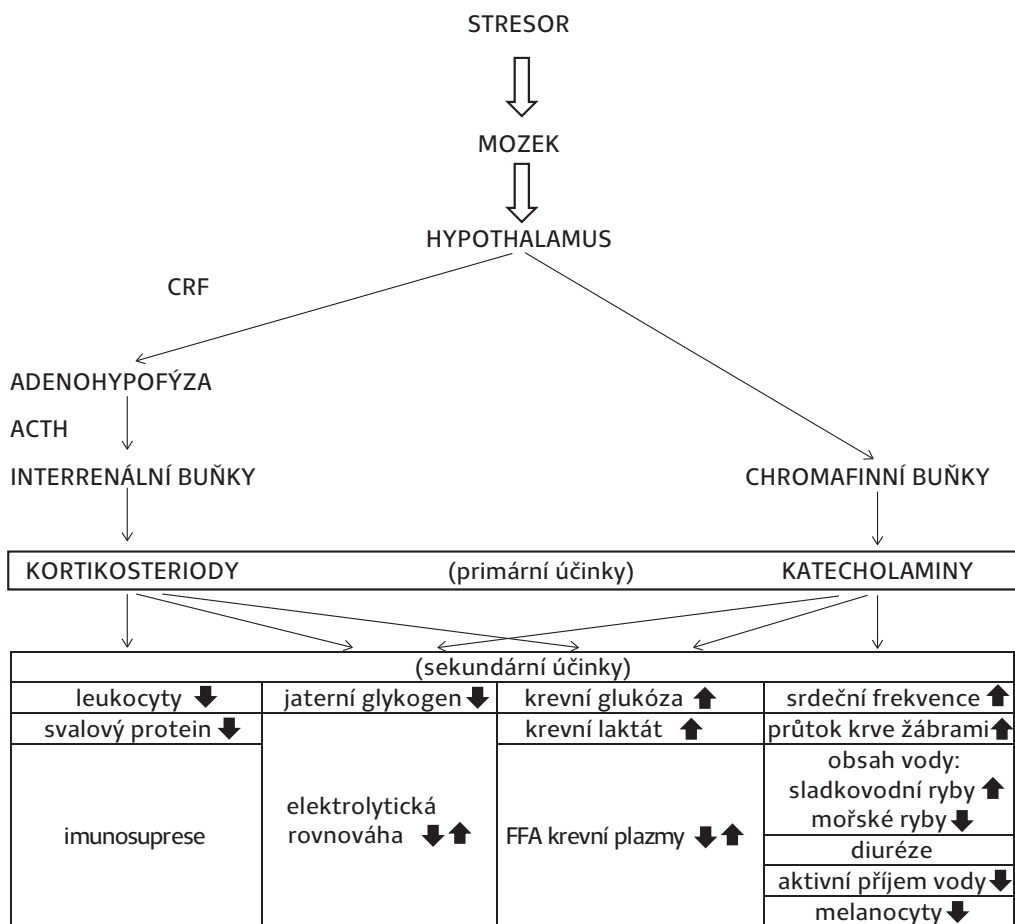 STRESOR
MOZEK
HYPOTHALAMUS
CRF
ADENOHYPOFÝZA
ACTH
INTERRENÁLNÍ BUŇKY
CHROMAFINNÍ BUŇKY
KORTIKOSTERIODY (primární účinky) KATECHOLAMINY
(sekundární účinky)
leukocyty
jaterní glykogen
krevní glukóza
srdeční frekvence
svalový protein
krevní laktát
průtok krve žábrami
imunosuprese
elektrolytická
rovnováha
FFA krevní plazmy
obsah vody:
sladkovodní ryby
mořské ryby
diuréze
aktivní příjem vody
melanocyty